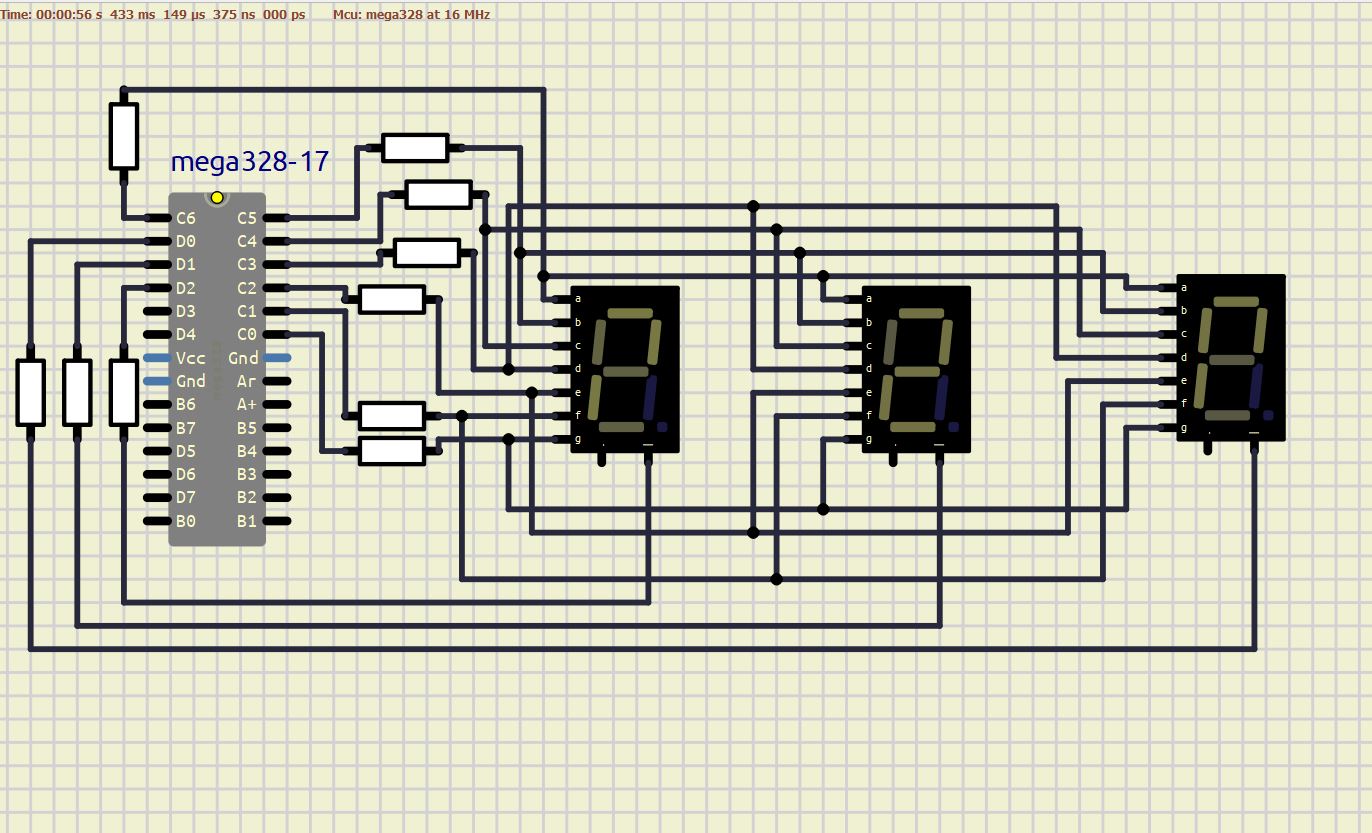 Time: 00:00:56 s 433 ms 149 µs 375 ns 000 ps Mcu: mega328 at 16 MHz
mega328-17
C6 C5
D0 C4
D1 C3
D2 C2
D3 C1
D4 C0
Vcc Gnd
Gnd Ar
B6 A+
B7 B5
D5 B4
D6 B3
D7 B2
B0 B1
a
b
c
d
e
f
g
a
b
c
d
e
f
g
a
b
c
d
e
f
g